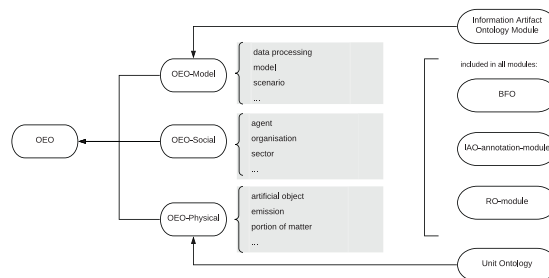 Information Artifact
Ontology Module
data processing
model
scenario
...
OEO-Model
included in all modules:
BFO
agent
organisation
sector
...
OEO
OEO-Social
IAO-annotation-module
artificial object
emission
portion of matter
...
OEO-Physical
RO-module
Unit Ontology